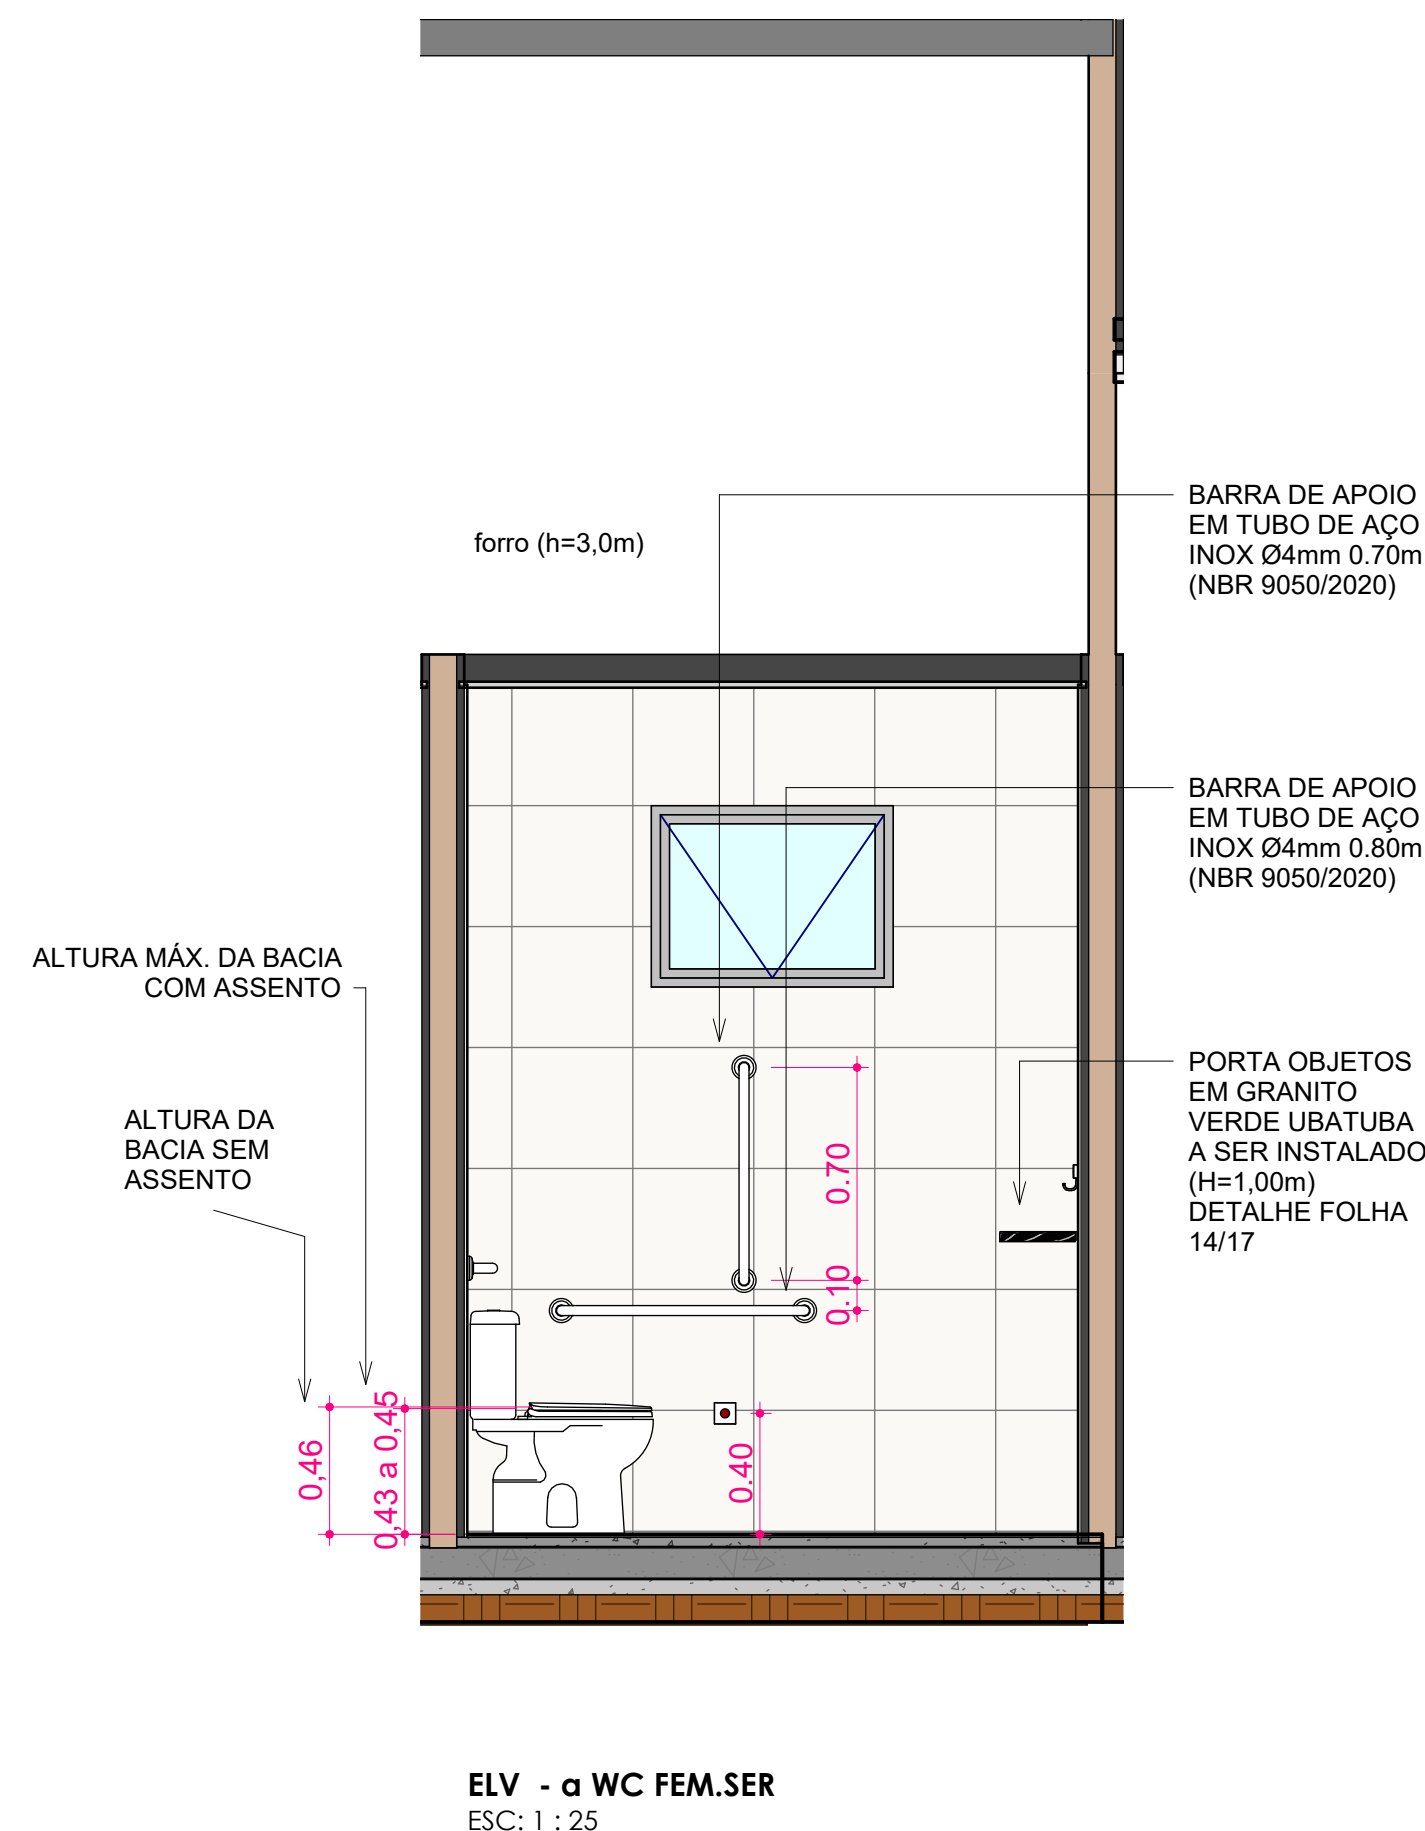 BARRA DE APOIO
EM TUBO DE AÇO
INOX Ø4mm 0.70m
(NBR 9050/2020)
forro (h=3,0m)
BARRA DE APOIO
EM TUBO DE AÇO
INOX Ø4mm 0.80m
(NBR 9050/2020)
ALTURA MÁX. DA BACIA
COM ASSENTO
PORTA OBJETOS
EM GRANITO
VERDE UBATUBA
A SER INSTALADO
(H=1,00m)
DETALHE FOLHA
14/17
ALTURA DA
BACIA SEM
ASSENTO
0.70
0.10
0,46
0,43 a 0,45
0.40
ELV - a WC FEM.SER
ESC: 1 : 25